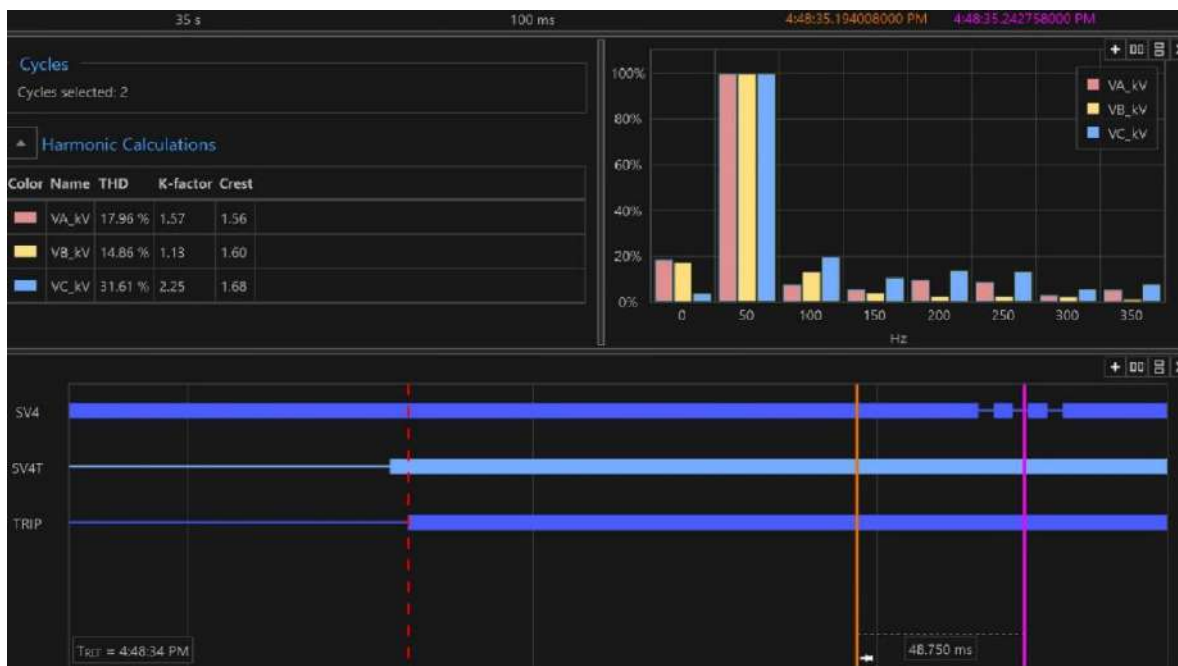 35 s 100 ms 4:48:35.194008000 PM 4:48:35.242758000 PM
Cycles
Cycles selected: 2
Harmonic Calculations
Color Name THD K-factor Crest
VA_kV 17.96 % 1.57 1.56
VB_kV 14.86 % 1.13 1.60
VC_kV 31.61 % 2.25 1.68
100%
80%
60%
40%
20%
0%
0 50 100 150 200 250 300 350
Hz
VA_kV
VB_kV
VC_kV
SV4
SV4T
TRIP
TREF = 4:48:34 PM
48.750 ms